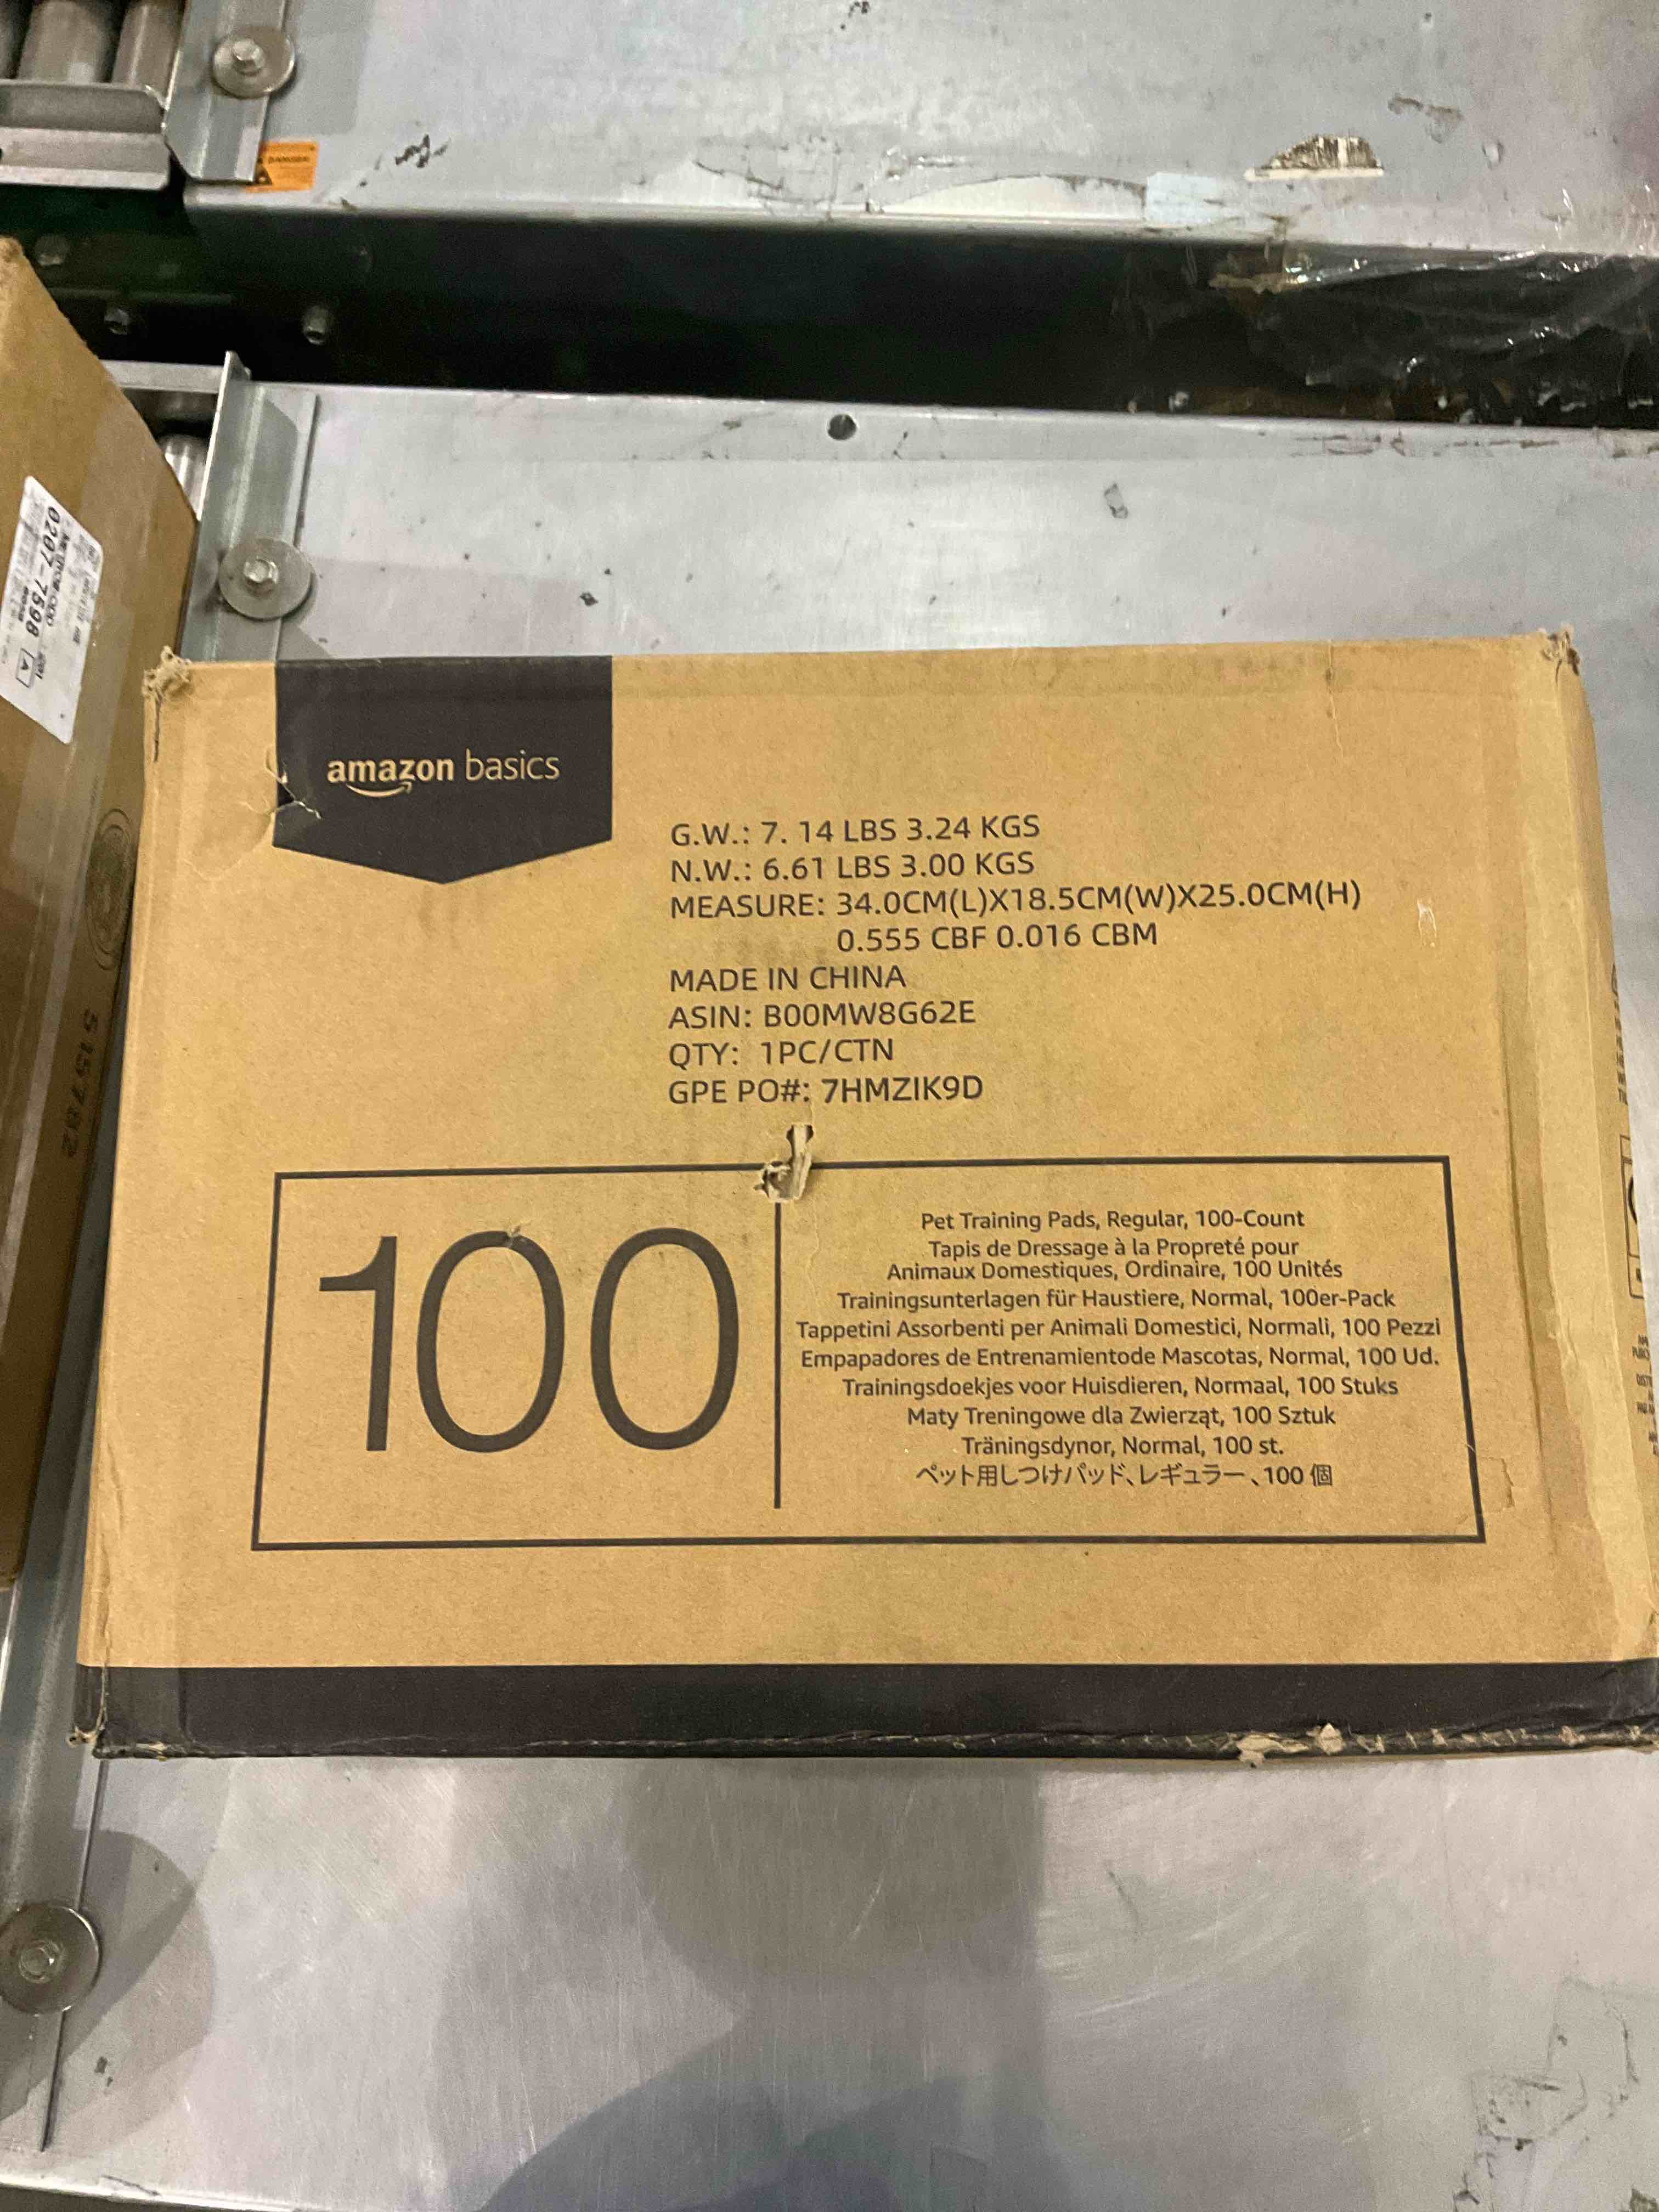 DANGER
0207-7598
A
515782
amazon basics
G.W.: 7. 14 LBS 3.24 KGS
N.W.: 6.61 LBS 3.00 KGS
MEASURE: 34.0CM(L)X18.5CM(W)X25.0CM(H)
0.555 CBF 0.016 CBM
MADE IN CHINA
ASIN: B00MW8G62E
QTY: 1PC/CTN
GPE PO#: 7HMZIK9D
100
Pet Training Pads, Regular, 100-Count
Tapis de Dressage à la Propreté pour
Animaux Domestiques, Ordinaire, 100 Unités
Trainingsunterlagen für Haustiere, Normal, 100er-Pack
Tappetini Assorbenti per Animali Domestici, Normali, 100 Pezzi
Empapadores de Entrenamientode Mascotas, Normal, 100 Ud.
Trainingsdoekjes voor Huisdieren, Normaal, 100 Stuks
Maty Treningowe dla Zwierząt, 100 Sztuk
Träningsdynor, Normal, 100 st.
ペット用しつけパッド、レギュラー、100 個